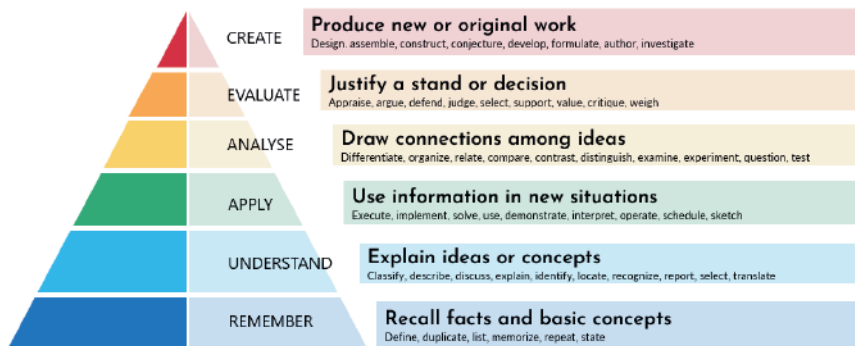 CREATE
Produce new or original work
Design. assemble, construct, conjecture, develop, formulate, author, investigate
EVALUATE
Justify a stand or decision
Appraise, argue, defend, judge, select, support, value, critique, weigh
ANALYSE
Draw connections among ideas
Differentiate, organize, relate, compare, contrast, distinguish, examine, experiment, question, test
APPLY
Use information in new situations
Execute, implement, solve, use, demonstrate, interpret, operate, schedule, sketch
UNDERSTAND
Explain ideas or concepts
Classify, describe, discuss, explain, identify, locate, recognize, report, select, translate
REMEMBER
Recall facts and basic concepts
Define, duplicate, list, memorize, repeat, state